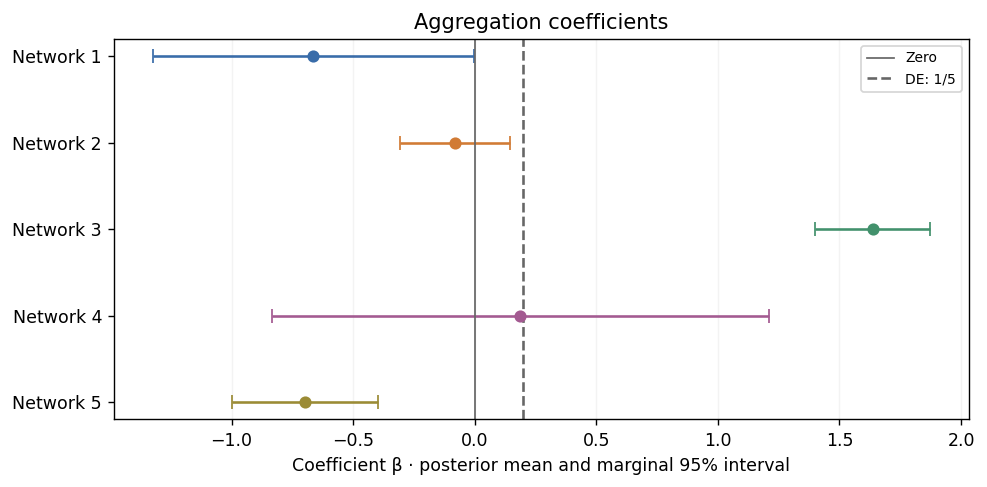 Aggregation coefficients
Network 1
Network 2
Network 3
Network 4
Network 5
Zero
DE: 1/5
−1.0 −0.5 0.0 0.5 1.0 1.5 2.0
Coefficient β · posterior mean and marginal 95% interval